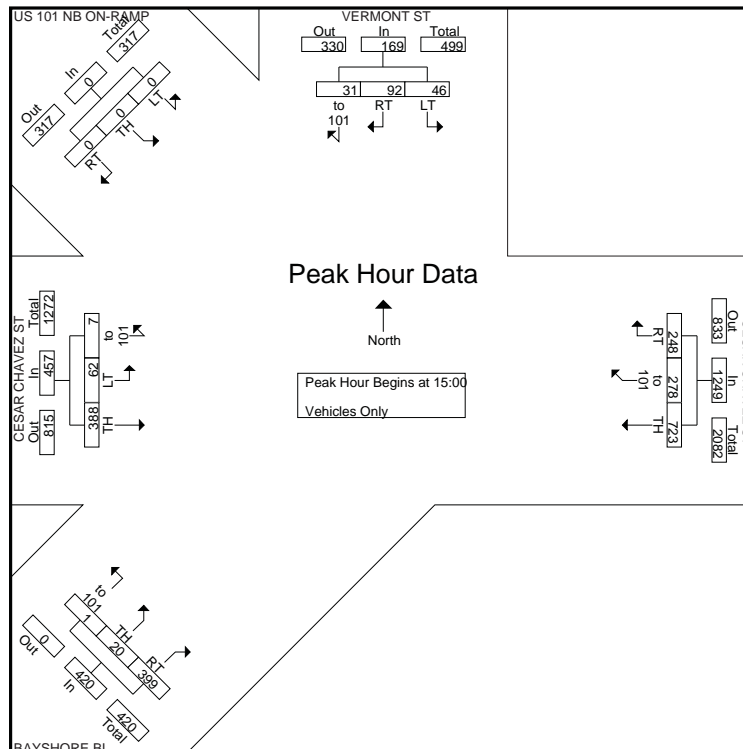 US 101 NB ON-RAMP
Total
317
In
0
Out
317
0
0
0
RT
TH
LT
VERMONT ST
Out
In
Total
330
169
499
31
92
46
to
101
RT
LT
Peak Hour Data
North
Peak Hour Begins at 15:00
Vehicles Only
CESAR CHAVEZ ST
Total
1272
In
457
Out
815
7
62
388
to
101
LT
TH
RT
to
101
TH
248
278
723
Out
833
In
1249
Total
2082
to
101
TH
RT
1
20
399
Out
0
In
420
Total
420
BAYSHORE BL